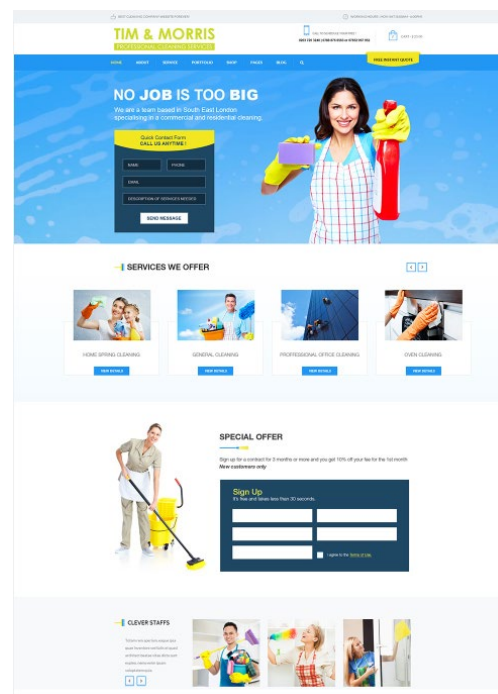 TIM & MORRIS
PROFESSIONAL CLEANING SERVICES
HOME ABOUT SERVICE PORTFOLIO SHOP PAGES BLOG
FREE INSTANT QUOTE
NO JOB IS TOO BIG
We are a team based in South East London
specialising in a commercial and residential cleaning
Quick Contact Form
CALL US ANYTIME !
NAME PHONE
EMAIL
DESCRIPTION OF SERVICES NEEDED
SEND MESSAGE
SERVICES WE OFFER
HOME SPRING CLEANING GENERAL CLEANING PROFFESSIONAL OFFICE CLEANING OVEN CLEANING
VIEW DETAILS VIEW DETAILS VIEW DETAILS VIEW DETAILS
SPECIAL OFFER
Sign up for a contract for 3 months or more and you get 10% off your fee for the 1st month
New customers only
Sign Up
It's free and takes less than 30 seconds.
I agree to the Terms of Use
CLEVER STAFFS